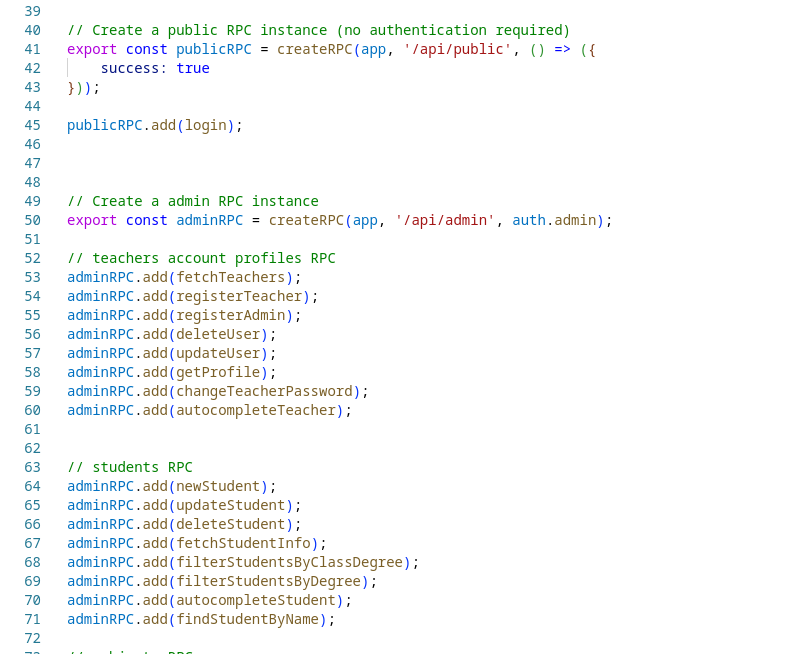 39
40 // Create a public RPC instance (no authentication required)
41 export const publicRPC = createRPC(app, '/api/public', () => ({
42     success: true
43 }));
44
45 publicRPC.add(login);
46
47
48
49 // Create a admin RPC instance
50 export const adminRPC = createRPC(app, '/api/admin', auth.admin);
51
52 // teachers account profiles RPC
53 adminRPC.add(fetchTeachers);
54 adminRPC.add(registerTeacher);
55 adminRPC.add(registerAdmin);
56 adminRPC.add(deleteUser);
57 adminRPC.add(updateUser);
58 adminRPC.add(getProfile);
59 adminRPC.add(changeTeacherPassword);
60 adminRPC.add(autocompleteTeacher);
61
62
63 // students RPC
64 adminRPC.add(newStudent);
65 adminRPC.add(updateStudent);
66 adminRPC.add(deleteStudent);
67 adminRPC.add(fetchStudentInfo);
68 adminRPC.add(filterStudentsByClassDegree);
69 adminRPC.add(filterStudentsByDegree);
70 adminRPC.add(autocompleteStudent);
71 adminRPC.add(findStudentByName);
72